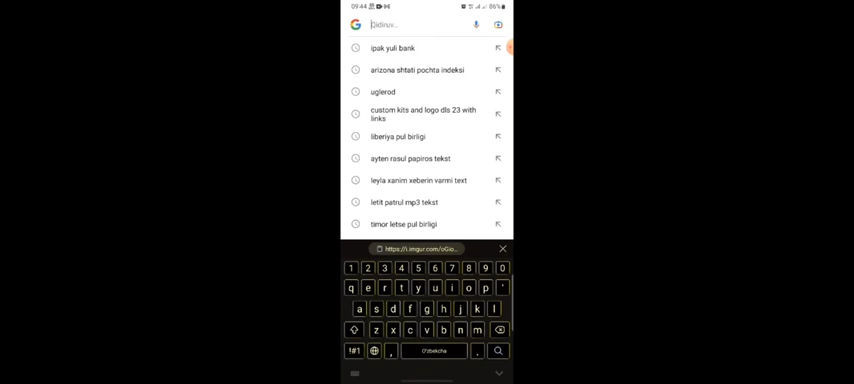 09:44 86%
Qidiruv...
ipak yuli bank
arizona shtati pochta indeksi
uglerod
custom kits and logo dls 23 with
links
liberiya pul birligi
ayten rasul papiros tekst
leyla xanim xeberin varmi text
letit patrul mp3 tekst
timor letse pul birligi
https://i.imgur.com/oGio...
1 2 3 4 5 6 7 8 9 0
q e r t y u i o p '
a s d f g h j k l
z x c v b n m
!#1 , O'zbekcha .